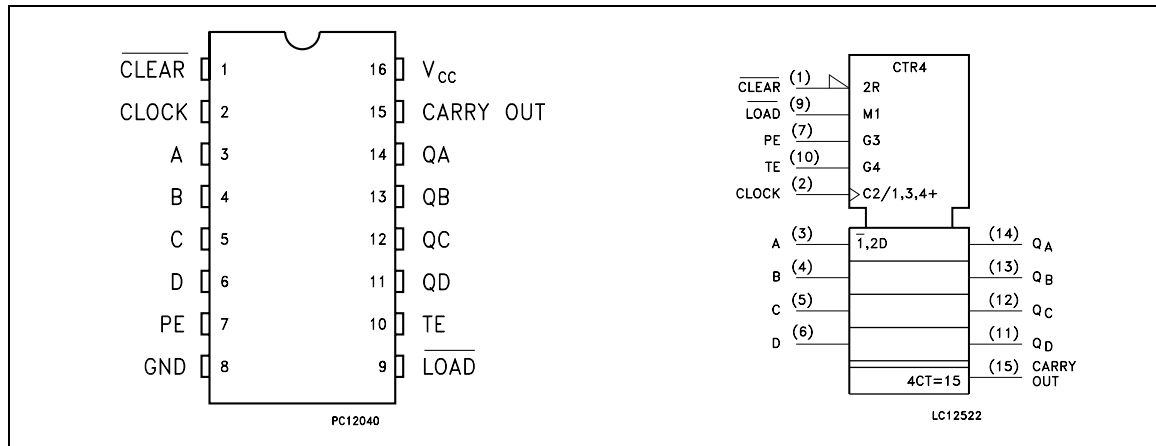 CLEAR 1 16 VCC
CLOCK 2 15 CARRY OUT
A 3 14 QA
B 4 13 QB
C 5 12 QC
D 6 11 QD
PE 7 10 TE
GND 8 9 LOAD
PC12040
CTR4
CLEAR (1) 2R
LOAD (9) M1
PE (7) G3
TE (10) G4
CLOCK (2) C2/1,3,4+
A (3) 1,2D (14) QA
B (4) (13) QB
C (5) (12) QC
D (6) (11) QD
4CT=15 (15) CARRY
OUT
LC12522